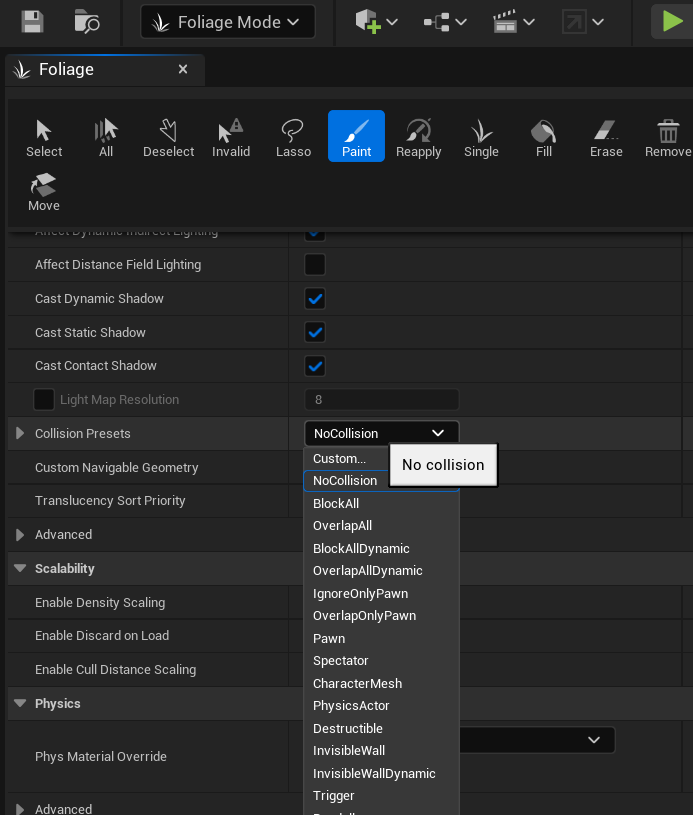 Foliage Mode
Foliage
Select
All
Deselect
Invalid
Lasso
Paint
Reapply
Single
Fill
Erase
Remove
Move
Affect Dynamic Indirect Lighting
Affect Distance Field Lighting
Cast Dynamic Shadow
Cast Static Shadow
Cast Contact Shadow
Light Map Resolution 8
Collision Presets NoCollision
Custom...
No collision
NoCollision
Custom Navigable Geometry
BlockAll
Translucency Sort Priority
OverlapAll
Advanced
BlockAllDynamic
Scalability
OverlapAllDynamic
Enable Density Scaling
IgnoreOnlyPawn
OverlapOnlyPawn
Enable Discard on Load
Pawn
Enable Cull Distance Scaling
Spectator
CharacterMesh
Physics
PhysicsActor
Destructible
Phys Material Override
InvisibleWall
InvisibleWallDynamic
Trigger
Advanced